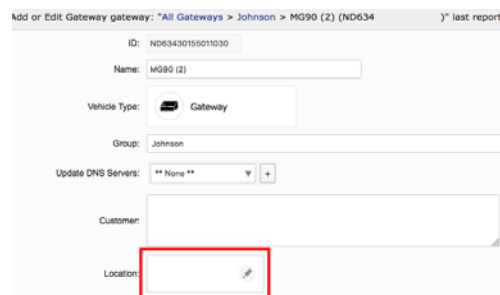 Add or Edit Gateway gateway: "All Gateways > Johnson > MG90 (2) (ND634 )" last report
ID: ND63430155011030
Name: MG90 (2)
Vehicle Type: Gateway
Group: Johnson
Update DNS Servers: ** None ** +
Customer:
Location: